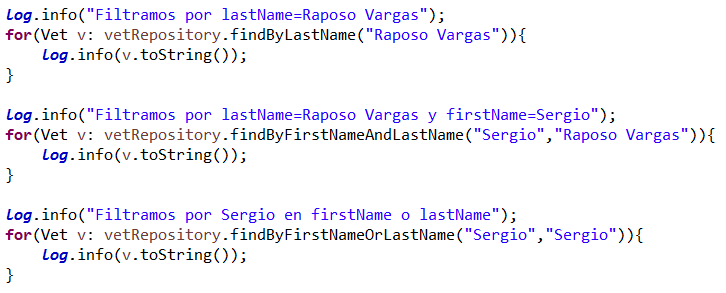 log.info("Filtramos por lastName=Raposo Vargas");
for(Vet v: vetRepository.findByLastName("Raposo Vargas")){
    log.info(v.toString());
}

log.info("Filtramos por lastName=Raposo Vargas y firstName=Sergio");
for(Vet v: vetRepository.findByFirstNameAndLastName("Sergio","Raposo Vargas")){
    log.info(v.toString());
}

log.info("Filtramos por Sergio en firstName o lastName");
for(Vet v: vetRepository.findByFirstNameOrLastName("Sergio","Sergio")){
    log.info(v.toString());
}